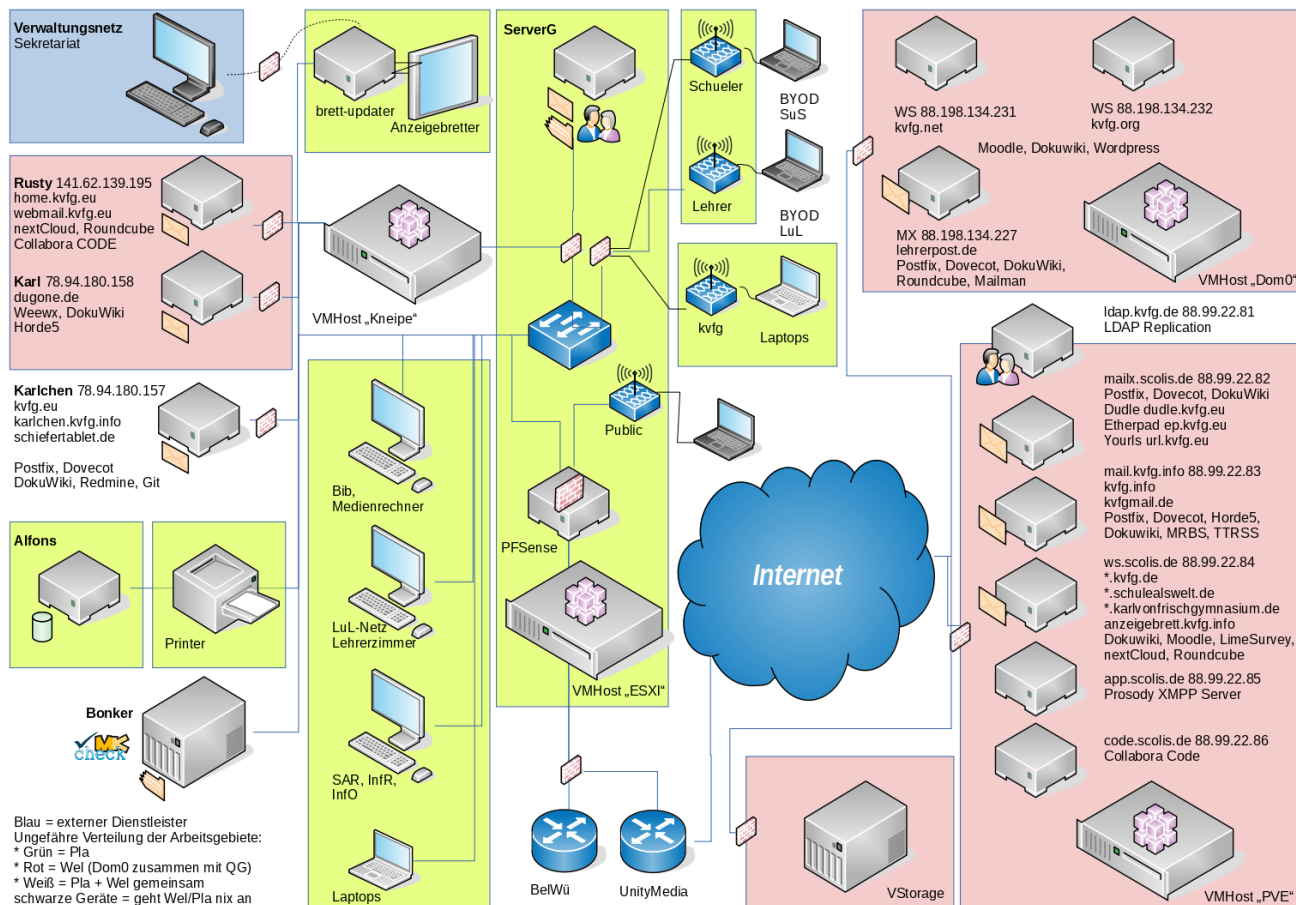 Verwaltungsnetz
Sekretariat
brett-updater
Anzeigebretter
ServerG
Schueler
BYOD
SuS
Lehrer
BYOD
LuL
kvfg
Laptops
WS 88.198.134.231
kvfg.net
WS 88.198.134.232
kvfg.org
Moodle, Dokuwiki, Wordpress
MX 88.198.134.227
lehrerpost.de
Postfix, Dovecot, DokuWiki,
Roundcube, Mailman
VMHost „Dom0“
Rusty 141.62.139.195
home.kvfg.eu
webmail.kvfg.eu
nextCloud, Roundcube
Collabora CODE
Karl 78.94.180.158
dugone.de
Weewx, DokuWiki
Horde5
VMHost „Kneipe“
Karlchen 78.94.180.157
kvfg.eu
karlchen.kvfg.info
schiefertablet.de
Postfix, Dovecot
DokuWiki, Redmine, Git
Public
Bib,
Medienrechner
PFSense
LuL-Netz
Lehrerzimmer
VMHost „ESXI“
SAR, InfR,
InfO
Laptops
Alfons
Printer
Bonker
MK
check
Internet
BelWü
UnityMedia
VStorage
ldap.kvfg.de 88.99.22.81
LDAP Replication
mailx.scolis.de 88.99.22.82
Postfix, Dovecot, DokuWiki
Dudle dudle.kvfg.eu
Etherpad ep.kvfg.eu
Yourls url.kvfg.eu
mail.kvfg.info 88.99.22.83
kvfg.info
kvfgmail.de
Postfix, Dovecot, Horde5,
Dokuwiki, MRBS, TTRSS
ws.scolis.de 88.99.22.84
*.kvfg.de
*.schulealswelt.de
*.karlvonfrischgymnasium.de
anzeigebrett.kvfg.info
Dokuwiki, Moodle, LimeSurvey,
nextCloud, Roundcube
app.scolis.de 88.99.22.85
Prosody XMPP Server
code.scolis.de 88.99.22.86
Collabora Code
VMHost „PVE“
Blau = externer Dienstleister
Ungefähre Verteilung der Arbeitsgebiete:
* Grün = Pla
* Rot = Wel (Dom0 zusammen mit QG)
* Weiß = Pla + Wel gemeinsam
schwarze Geräte = geht Wel/Pla nix an